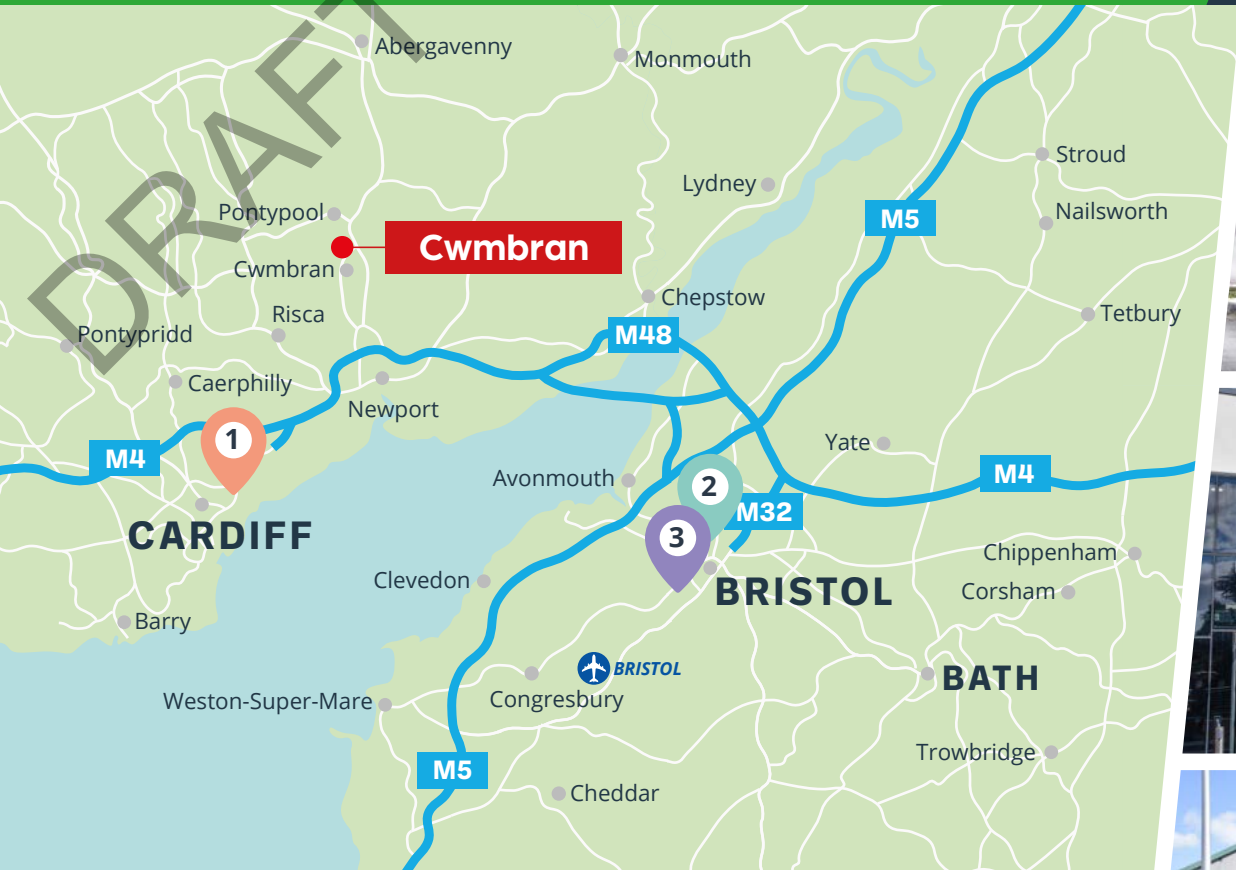 DRAFT
Abergavenny
Monmouth
Stroud
Lydney
Pontypool
Nailsworth
M5
Cwmbran
Cwmbran
Chepstow
Risca
Tetbury
Pontypridd
M48
Caerphilly
Newport
1
Yate
M4
M4
Avonmouth
2
M32
3
CARDIFF
Chippenham
Clevedon
BRISTOL
Corsham
Barry
BRISTOL
BATH
Congresbury
Weston-Super-Mare
Trowbridge
M5
Cheddar